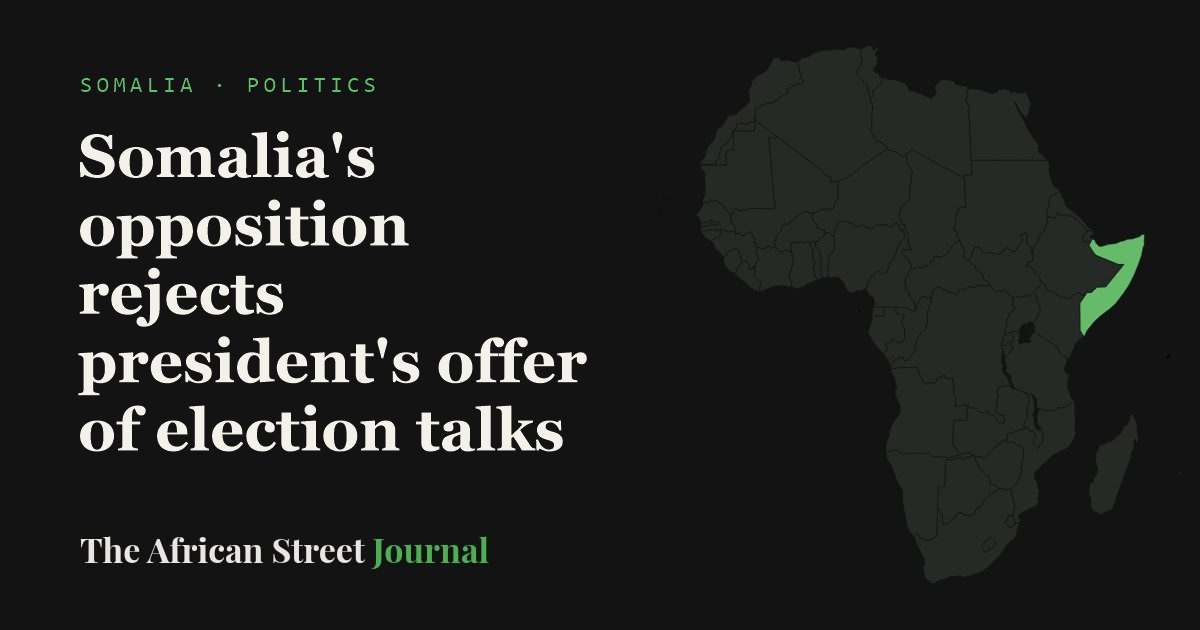 SOMALIA · POLITICS
Somalia's
opposition
rejects
president's offer
of election talks
The African Street Journal